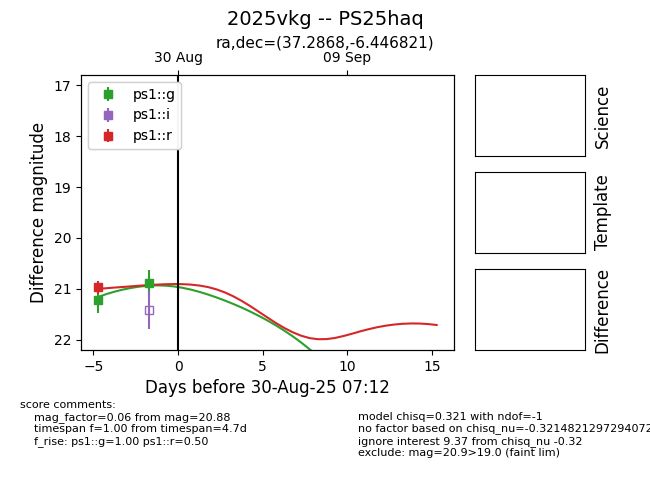 2025vkg -- PS25haq
ra,dec=(37.2868,-6.446821)
30 Aug
09 Sep
ps1::g
ps1::i
ps1::r
17
18
19
20
21
22
Difference magnitude
−5
0
5
10
15
Days before 30-Aug-25 07:12
Science
Template
Difference
score comments:
mag_factor=0.06 from mag=20.88
timespan f=1.00 from timespan=4.7d
f_rise: ps1::g=1.00 ps1::r=0.50
model chisq=0.321 with ndof=-1
no factor based on chisq_nu=-0.3214821297294072
ignore interest 9.37 from chisq_nu -0.32
exclude: mag=20.9>19.0 (faint lim)